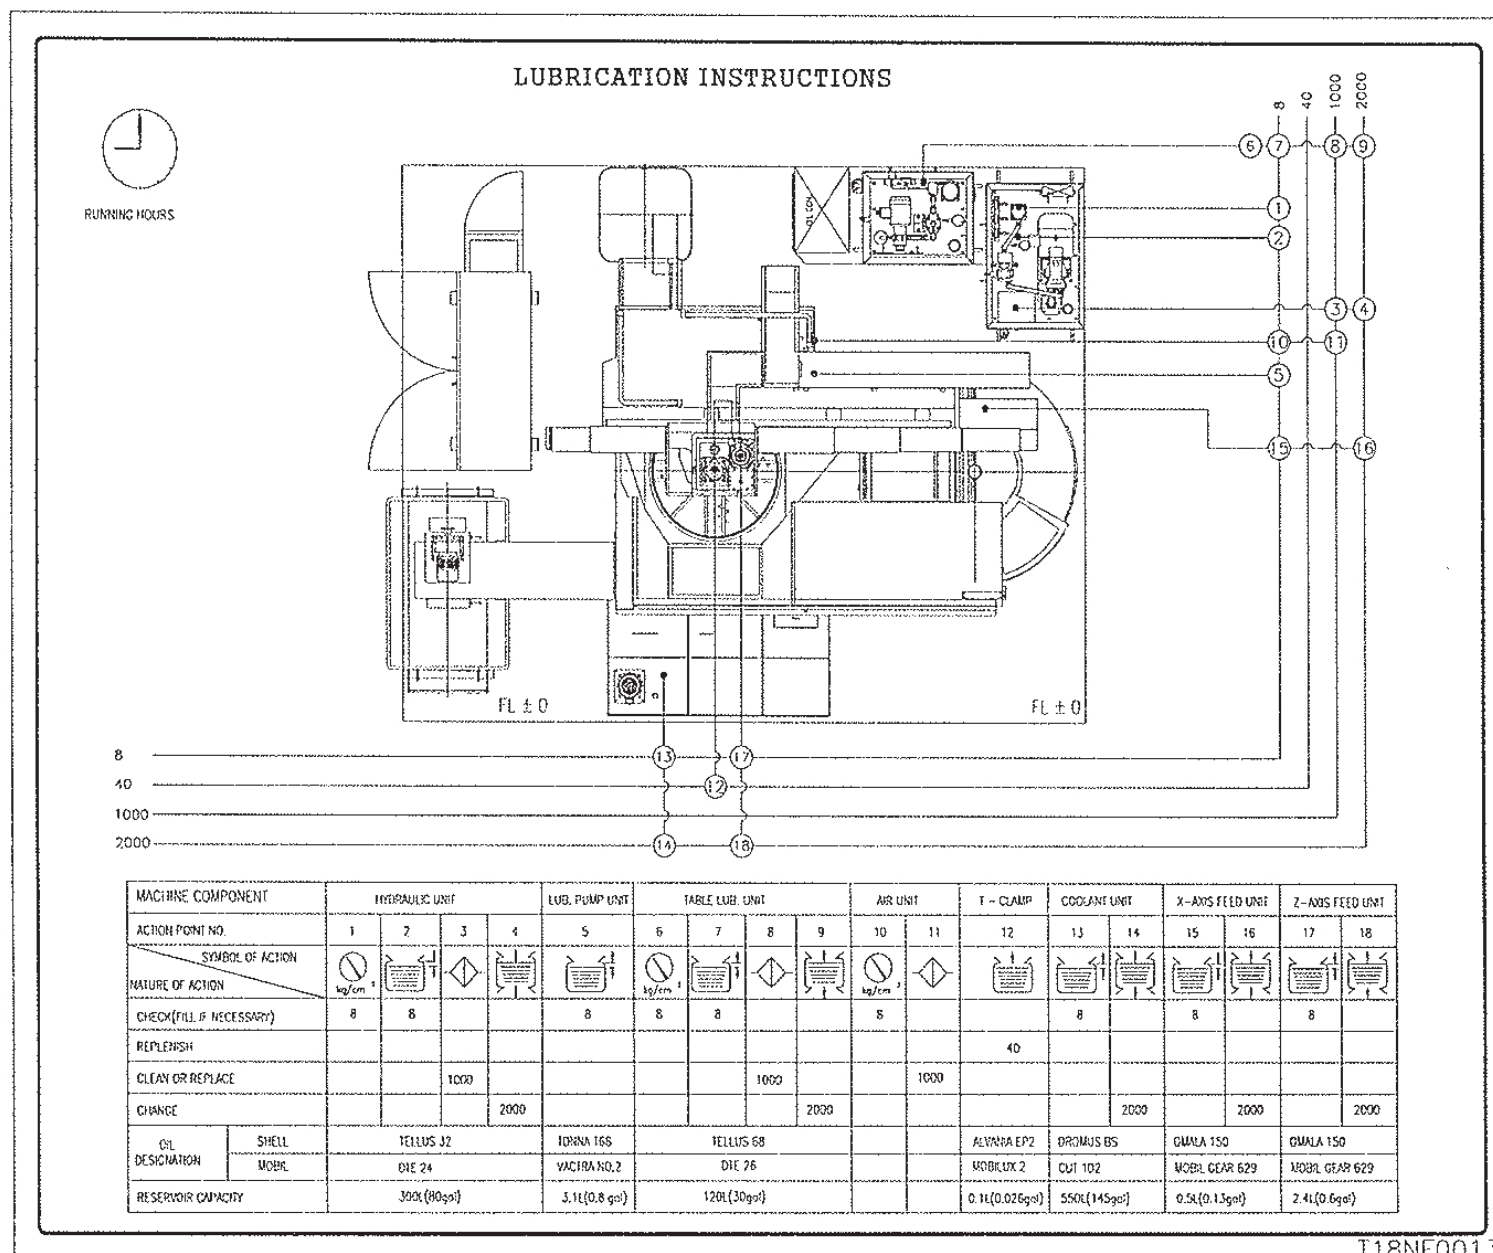 LUBRICATION INSTRUCTIONS
8 40 1000 2000
RUNNING HOURS
6 7 8 9
1
2
3 4
10 11
5
15 16
FL ± 0 FL ± 0
8 13 17
40 12
1000
2000 14 18
MACHINE COMPONENT HYDRAULIC UNIT LUB. PUMP UNIT TABLE LUB. UNIT AIR UNIT T - CLAMP COOLANT UNIT X-AXIS FEED UNIT Z-AXIS FEED UNIT
ACTION POINT NO. 1 2 3 4 5 6 7 8 9 10 11 12 13 14 15 16 17 18
SYMBOL OF ACTION
NATURE OF ACTION kg/cm² kg/cm² kg/cm²
CHECK(FILL IF NECESSARY) 8 8 8 8 8 8 8 8 8
REPLENISH 40
CLEAN OR REPLACE 1000 1000 1000
CHANGE 2000 2000 2000 2000 2000
OIL DESIGNATION SHELL TELLUS 32 TONNA T68 TELLUS 68 ALVANIA EP2 DROMUS BS OMALA 150 OMALA 150
MOBIL DTE 24 VACTRA NO.2 DTE 26 MOBILUX 2 CUT 102 MOBIL GEAR 629 MOBIL GEAR 629
RESERVOIR CAPACITY 300L(80gal) 3.1L(0.8 gal) 120L(30gal) 0.1L(0.026gal) 550L(145gal) 0.5L(0.13gal) 2.4L(0.6gal)